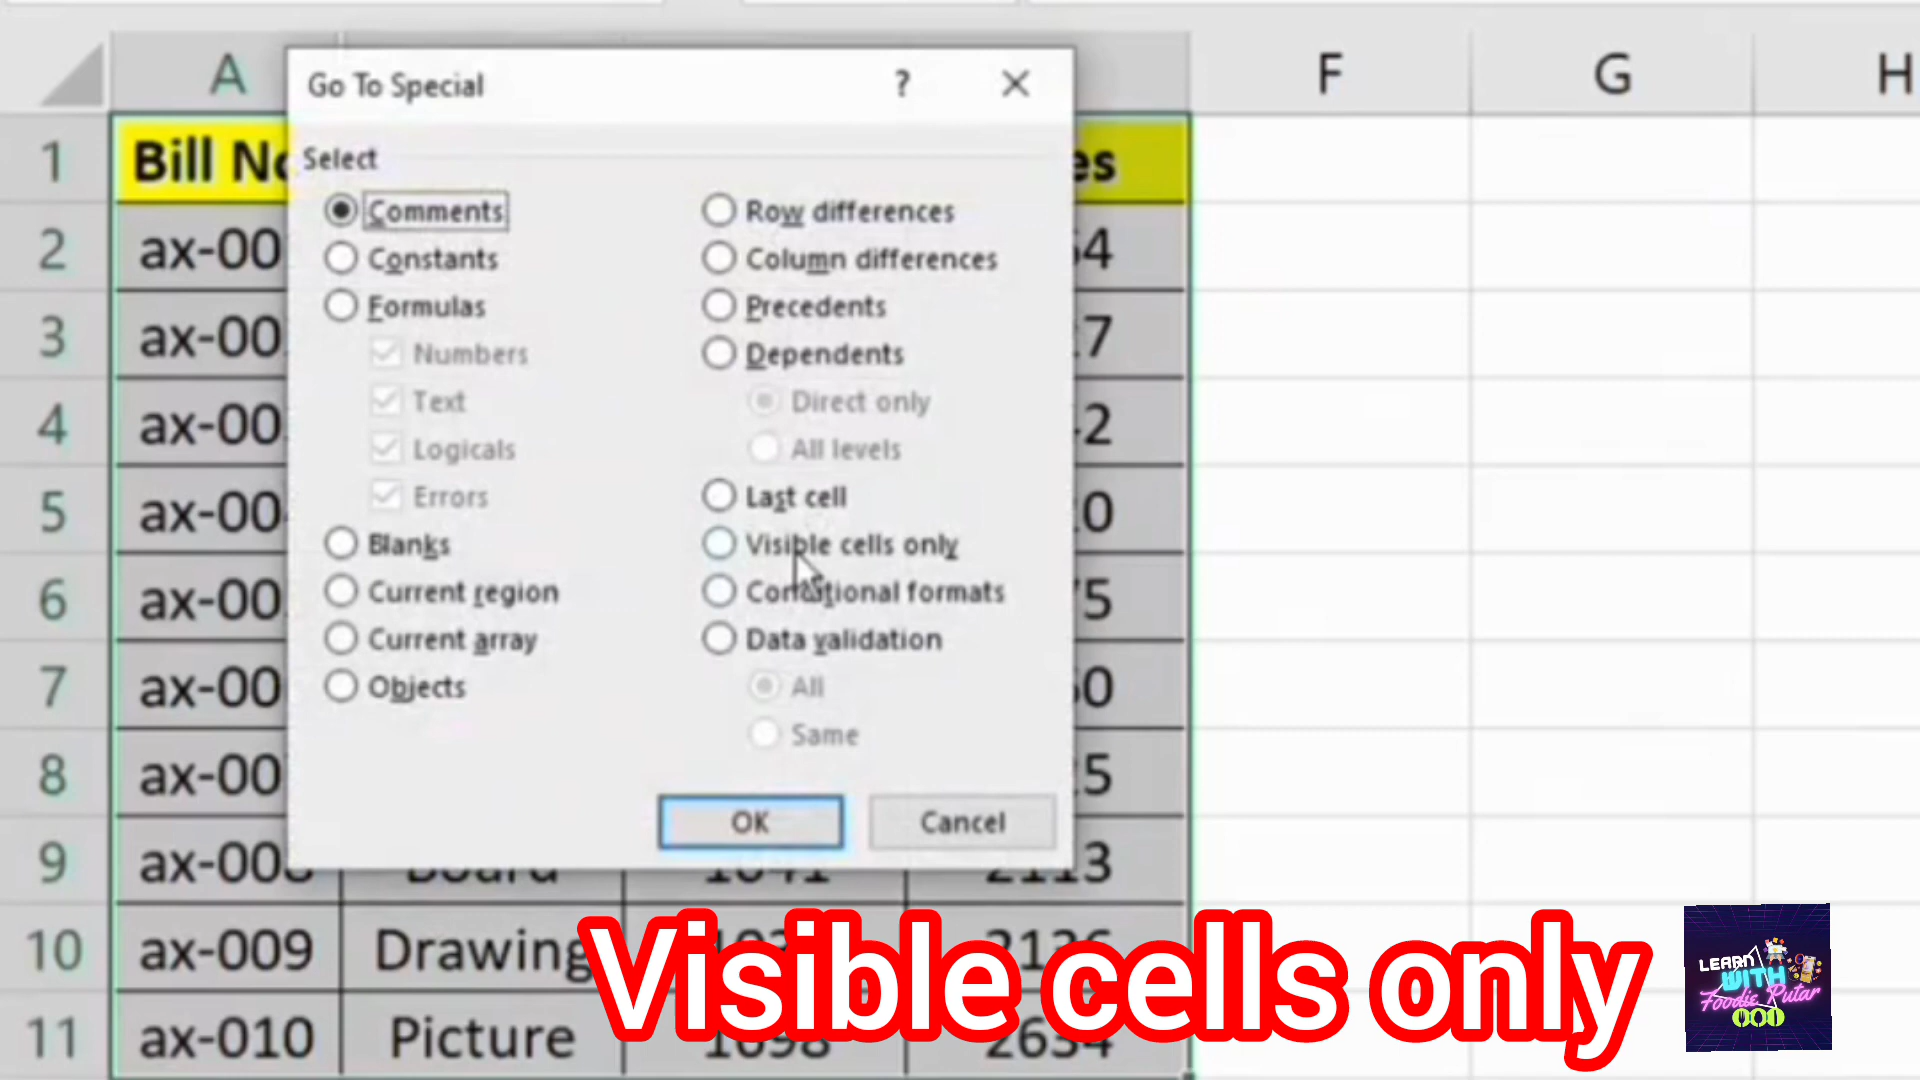 A F G H
Go To Special ? X
Select
Comments Row differences
Constants Column differences
Formulas Precedents
Numbers Dependents
Text Direct only
Logicals All levels
Errors Last cell
Blanks Visible cells only
Current region Conditional formats
Current array Data validation
Objects All
Same
OK Cancel
1 Bill No es
2 ax-00 64
3 ax-00 7
4 ax-00 2
5 ax-00 0
6 ax-00 75
7 ax-00 0
8 ax-00 5
9 ax-008 Board 1041 2113
10 ax-009 Drawing 2136
11 ax-010 Picture 1098 2634
Visible cells only
LEARN
WITH
Foodie Putar